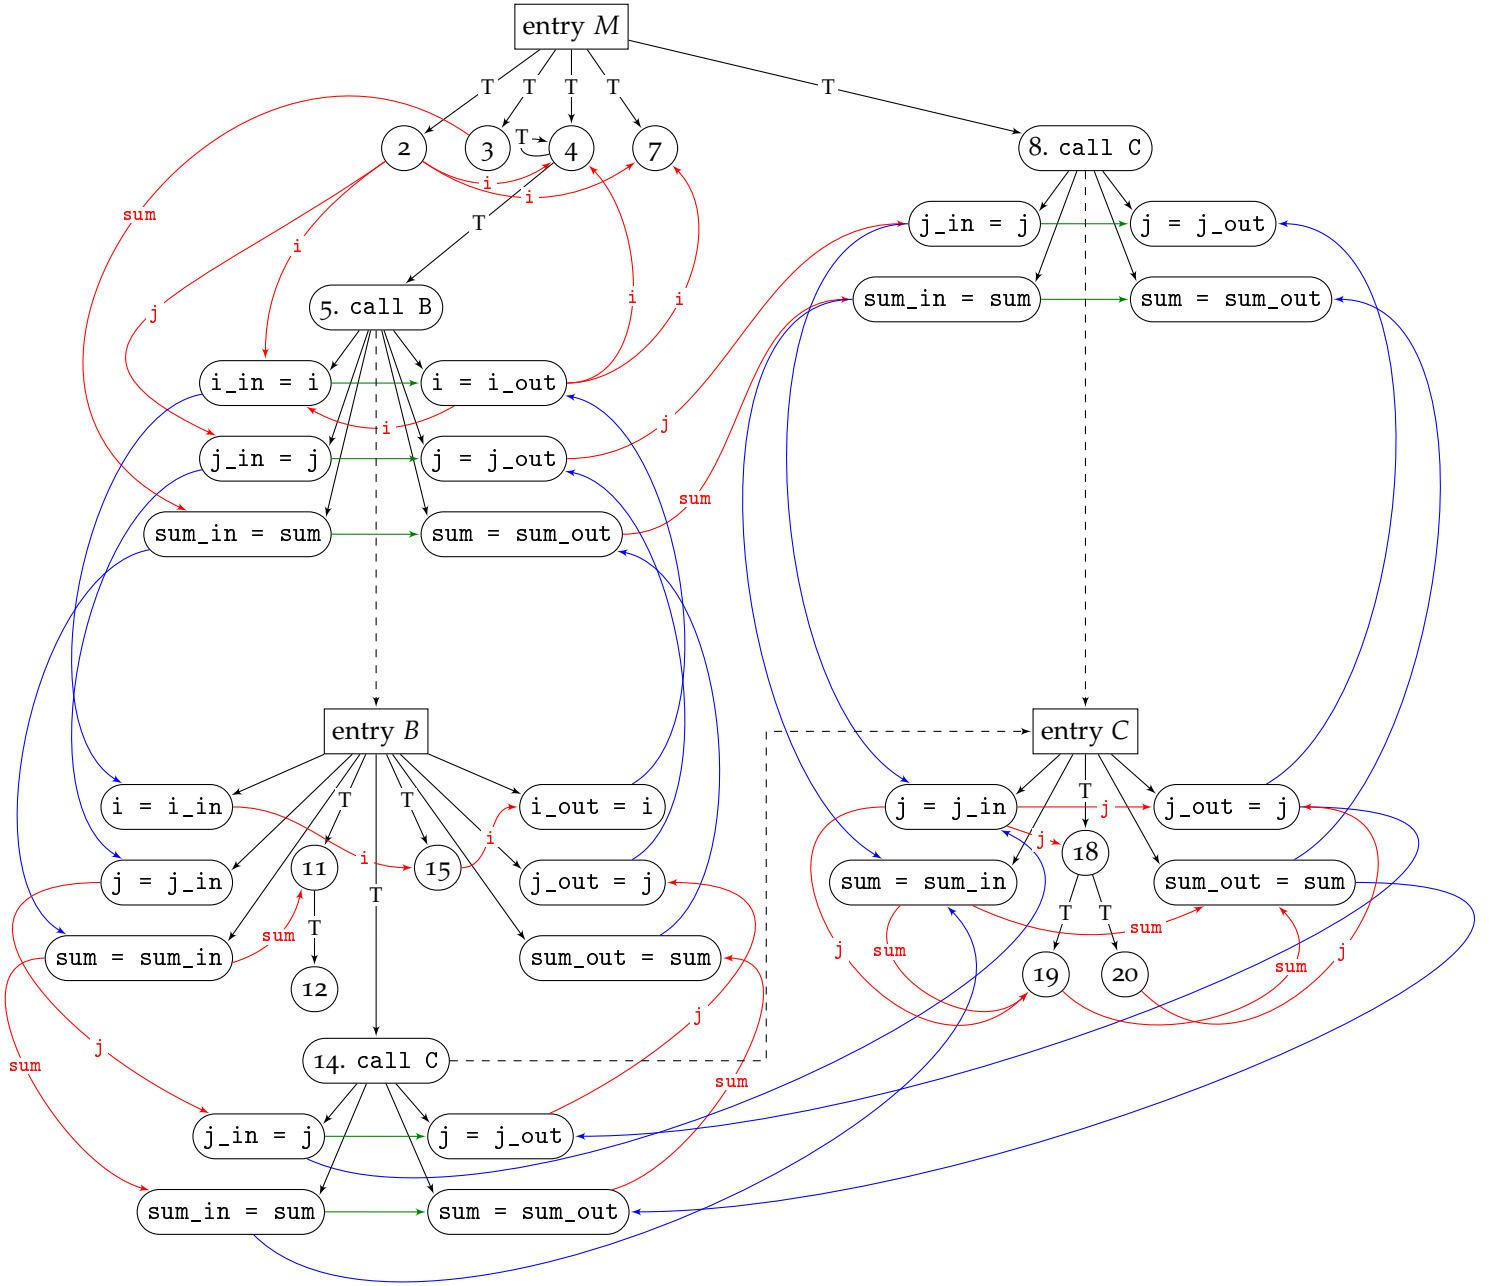 entry M
T T T T T
2 3 T 4 7 8. call C
i
i
sum
j_in = j j = j_out
T
i
sum_in = sum sum = sum_out
i i
5. call B
j
i_in = i i = i_out
j
i
j_in = j j = j_out
sum
sum_in = sum sum = sum_out
entry B entry C
T
T T
i = i_in i_out = i j = j_in j j_out = j
i
j
18
i
11 15
j = j_in j_out = j sum = sum_in sum_out = sum
T
T T
T
sum
sum
sum
j j
sum_in = sum
sum = sum_in sum_out = sum
sum
19 20
12
j
j
14. call C
sum
sum
j_in = j j = j_out
sum_in = sum sum = sum_out